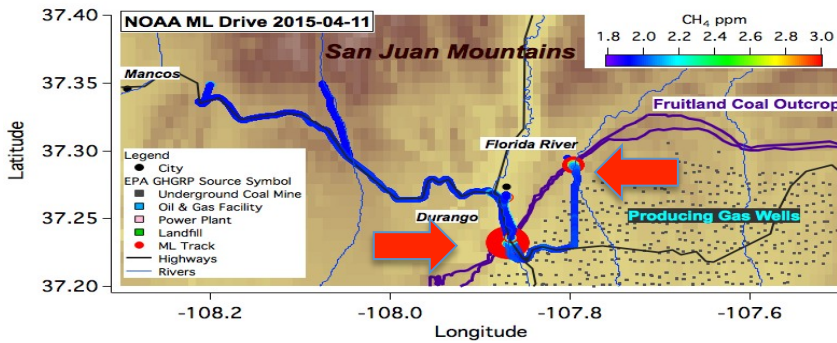 NOAA ML Drive 2015-04-11
CH4 ppm
1.8 2.0 2.2 2.4 2.6 2.8 3.0
San Juan Mountains
Mancos
Fruitland Coal Outcrop
Florida River
Durango
Producing Gas Wells
Legend
City
EPA GHGRP Source Symbol
Underground Coal Mine
Oil & Gas Facility
Power Plant
Landfill
ML Track
Highways
Rivers
Latitude
37.40
37.35
37.30
37.25
37.20
-108.2 -108.0 -107.8 -107.6
Longitude